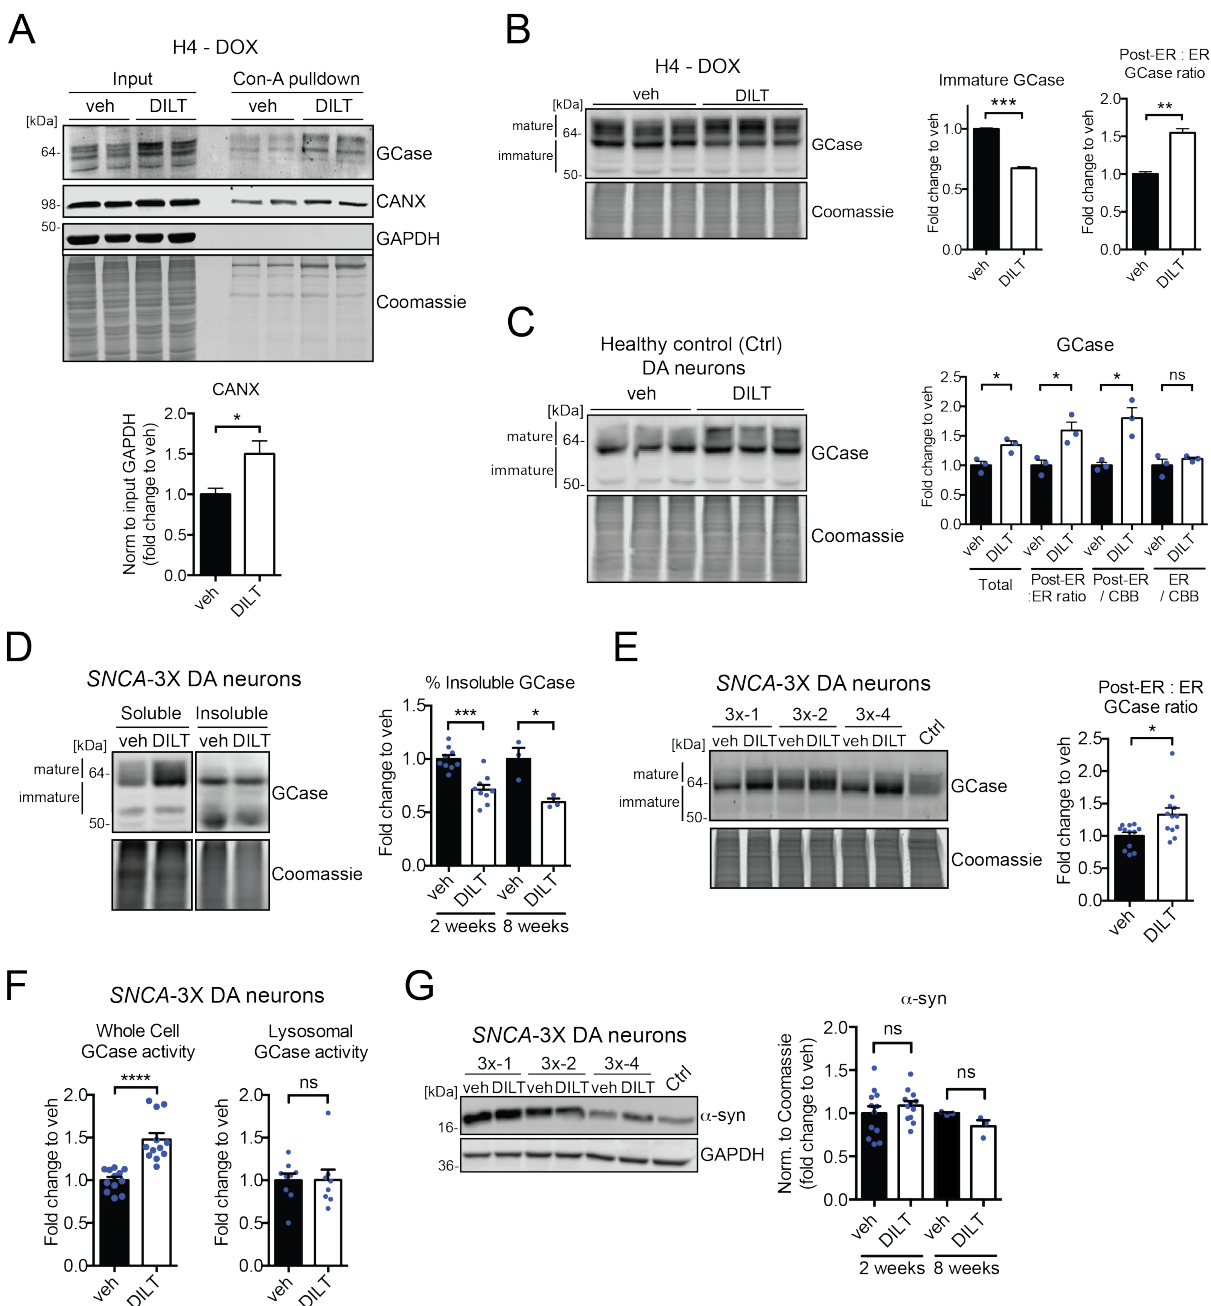 A
H4 - DOX
Input
Con-A pulldown
veh
DILT
veh
DILT
[kDa]
64-
GCase
98-
CANX
50-
GAPDH
Coomassie
CANX
Norm to input GAPDH
(fold change to veh)
2.0
1.5
1.0
0.5
0.0
*
veh
DILT
B
H4 - DOX
veh
DILT
[kDa]
mature
64-
immature
50-
GCase
Coomassie
Immature GCase
Fold change to veh
1.0
0.5
0.0
***
veh
DILT
Post-ER : ER
GCase ratio
Fold change to veh
2.0
1.5
1.0
0.5
0.0
**
veh
DILT
C
Healthy control (Ctrl)
DA neurons
veh
DILT
[kDa]
mature
64-
immature
50-
GCase
Coomassie
GCase
Fold change to veh
2.5
2.0
1.5
1.0
0.5
0.0
*
*
*
ns
veh
DILT
veh
DILT
veh
DILT
veh
DILT
Total
Post-ER
:ER ratio
Post-ER
/ CBB
ER
/ CBB
D
SNCA-3X DA neurons
Soluble
Insoluble
veh DILT
veh DILT
[kDa]
mature
64-
immature
50-
GCase
Coomassie
% Insoluble GCase
Fold change to veh
1.5
1.0
0.5
0.0
***
*
veh
DILT
veh
DILT
2 weeks
8 weeks
E
SNCA-3X DA neurons
3x-1
3x-2
3x-4
Ctrl
veh DILT veh DILT veh DILT
[kDa]
mature
64-
immature
50-
GCase
Coomassie
Post-ER : ER
GCase ratio
Fold change to veh
2.5
2.0
1.5
1.0
0.5
0.0
*
veh
DILT
F
SNCA-3X DA neurons
Whole Cell
GCase activity
Fold change to veh
2.0
1.5
1.0
0.5
0.0
****
veh
DILT
Lysosomal
GCase activity
Fold change to veh
2.0
1.5
1.0
0.5
0.0
ns
veh
DILT
G
SNCA-3X DA neurons
3x-1
3x-2
3x-4
Ctrl
veh DILT veh DILT veh DILT
[kDa]
16-
α-syn
36-
GAPDH
α-syn
Norm. to Coomassie
(fold change to veh)
2.0
1.5
1.0
0.5
0.0
ns
ns
veh
DILT
veh
DILT
2 weeks
8 weeks